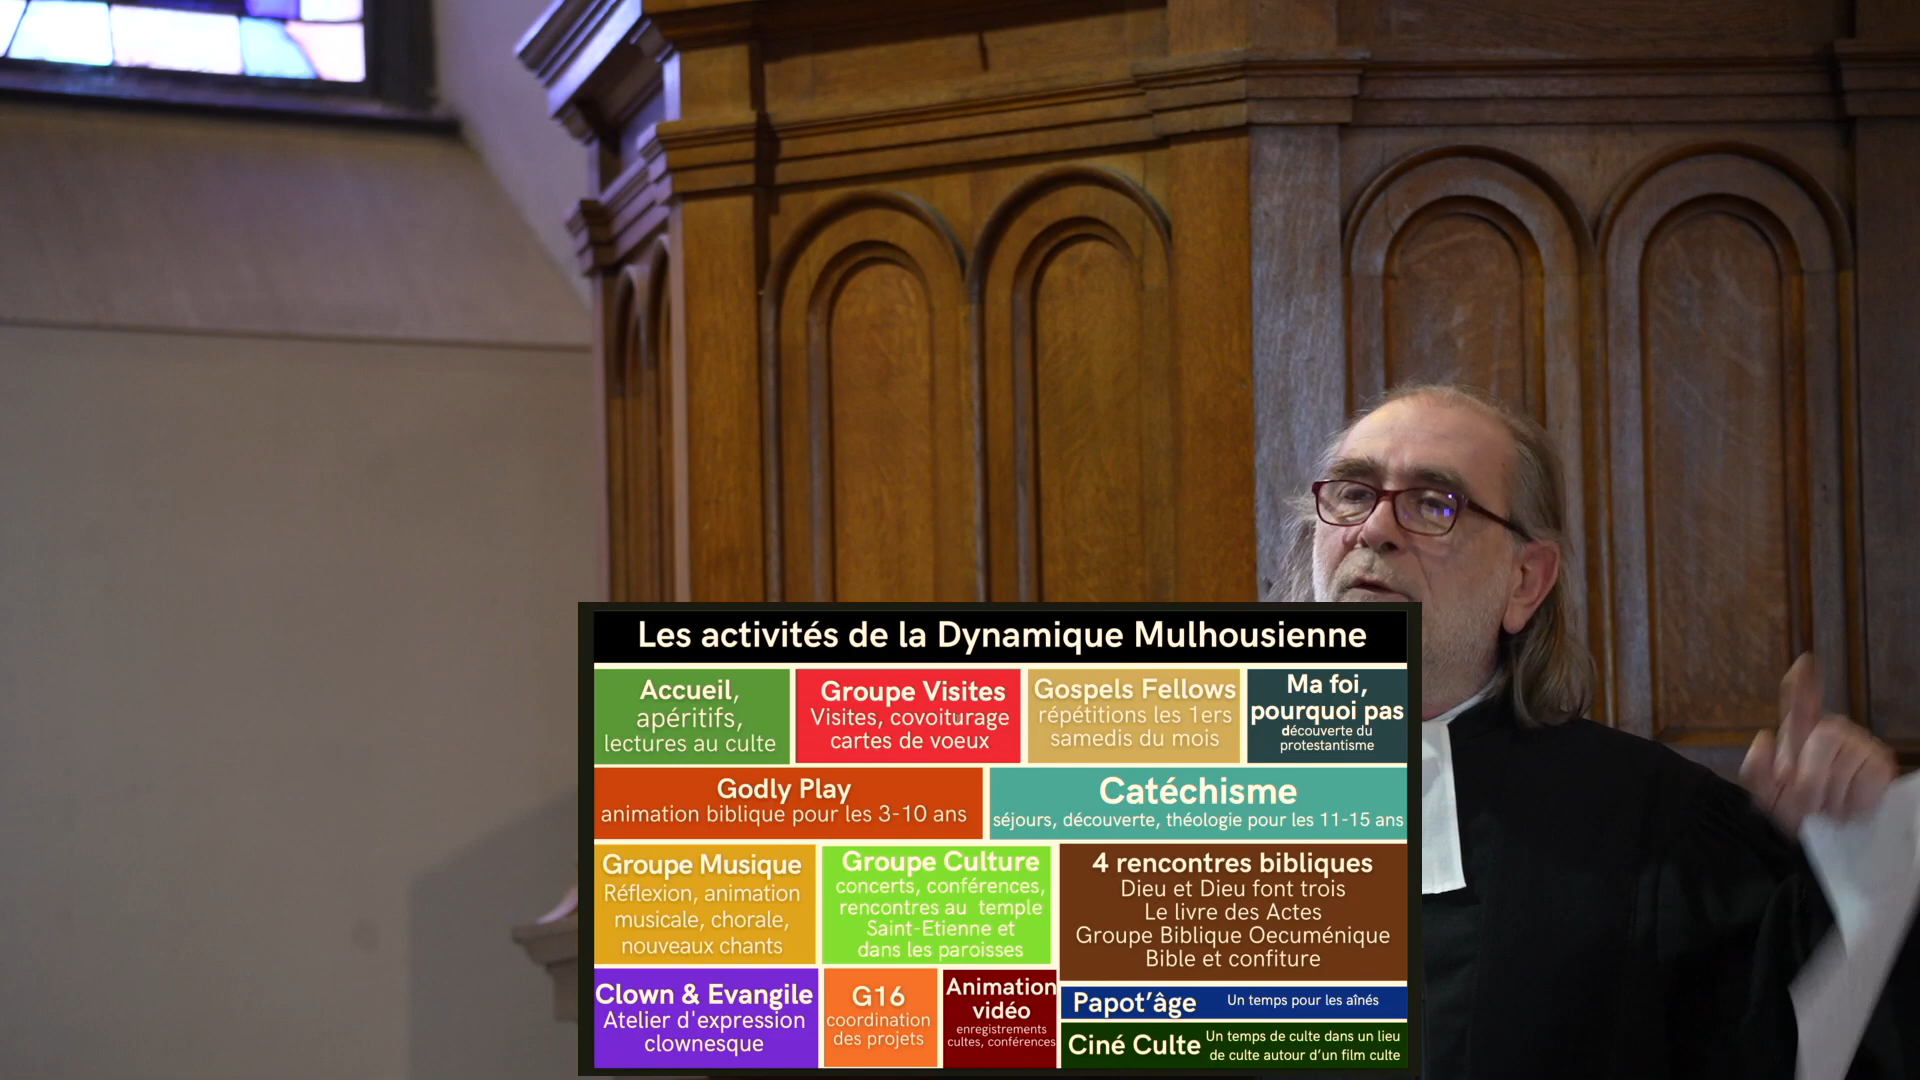 Les activités de la Dynamique Mulhousienne
Accueil,
apéritifs,
lectures au culte
Groupe Visites
Visites, covoiturage
cartes de voeux
Gospels Fellows
répétitions les 1ers
samedis du mois
Ma foi,
pourquoi pas
découverte du
protestantisme
Godly Play
animation biblique pour les 3-10 ans
Catéchisme
séjours, découverte, théologie pour les 11-15 ans
Groupe Musique
Réflexion, animation
musicale, chorale,
nouveaux chants
Groupe Culture
concerts, conférences,
rencontres au temple
Saint-Etienne et
dans les paroisses
4 rencontres bibliques
Dieu et Dieu font trois
Le livre des Actes
Groupe Biblique Oecuménique
Bible et confiture
Clown & Evangile
Atelier d'expression
clownesque
G16
coordination
des projets
Animation
vidéo
enregistrements
cultes, conférences
Papot'âge
Un temps pour les aînés
Ciné Culte
Un temps de culte dans un lieu
de culte autour d'un film culte